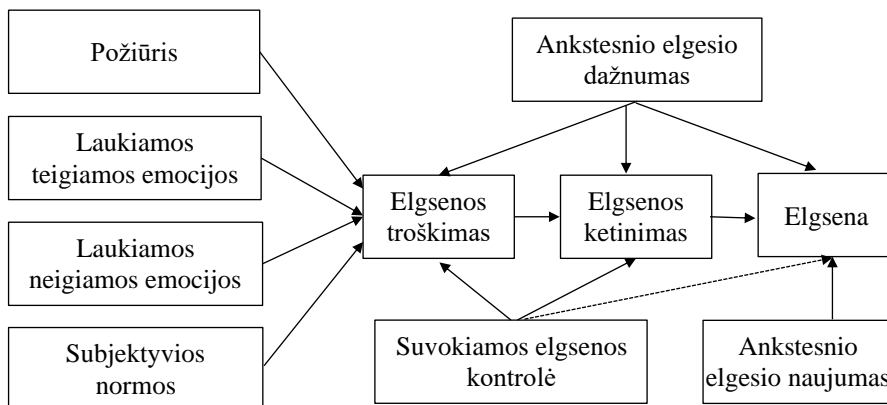 Požiūris
Laukiamos
teigiamos emocijos
Laukiamos
neigiamos emocijos
Subjektyvios
normos
Ankstesnio elgesio
dažnumas
Elgsenos
troškimas
Elgsenos
ketinimas
Elgsena
Suvokiamos elgsenos
kontrolė
Ankstesnio
elgesio naujumas